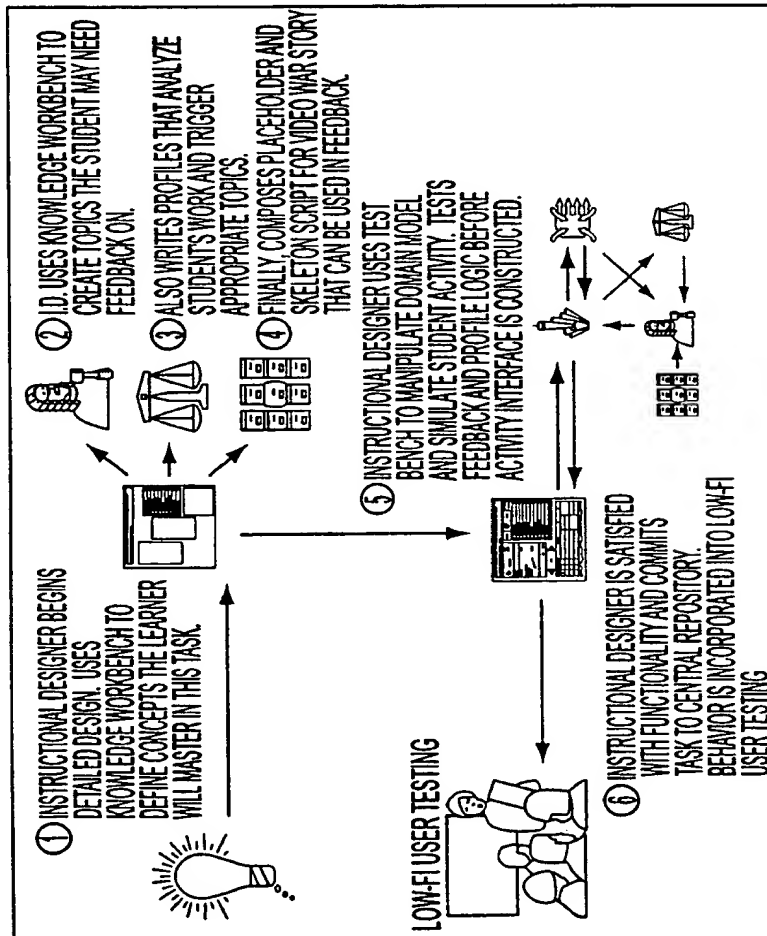 ① INSTRUCTIONAL DESIGNER BEGINS
DETAILED DESIGN. USES
KNOWLEDGE WORKBENCH TO
DEFINE CONCEPTS THE LEARNER
WILL MASTER IN THIS TASK.
② I.D. USES KNOWLEDGE WORKBENCH TO
CREATE TOPICS THE STUDENT MAY NEED
FEEDBACK ON.
③ ALSO WRITES PROFILES THAT ANALYZE
STUDENT'S WORK AND TRIGGER
APPROPRIATE TOPICS.
④ FINALLY, COMPOSES PLACEHOLDER AND
SKELETON SCRIPT FOR VIDEO WAR STORY
THAT CAN BE USED IN FEEDBACK.
⑤ INSTRUCTIONAL DESIGNER USES TEST
BENCH TO MANIPULATE DOMAIN MODEL
AND SIMULATE STUDENT ACTIVITY. TESTS
FEEDBACK AND PROFILE LOGIC BEFORE
ACTIVITY INTERFACE IS CONSTRUCTED.
LOW-FI USER TESTING
⑥ INSTRUCTIONAL DESIGNER IS SATISFIED
WITH FUNCTIONALITY AND COMMITS
TASK TO CENTRAL REPOSITORY.
BEHAVIOR IS INCORPORATED INTO LOW-FI
USER TESTING